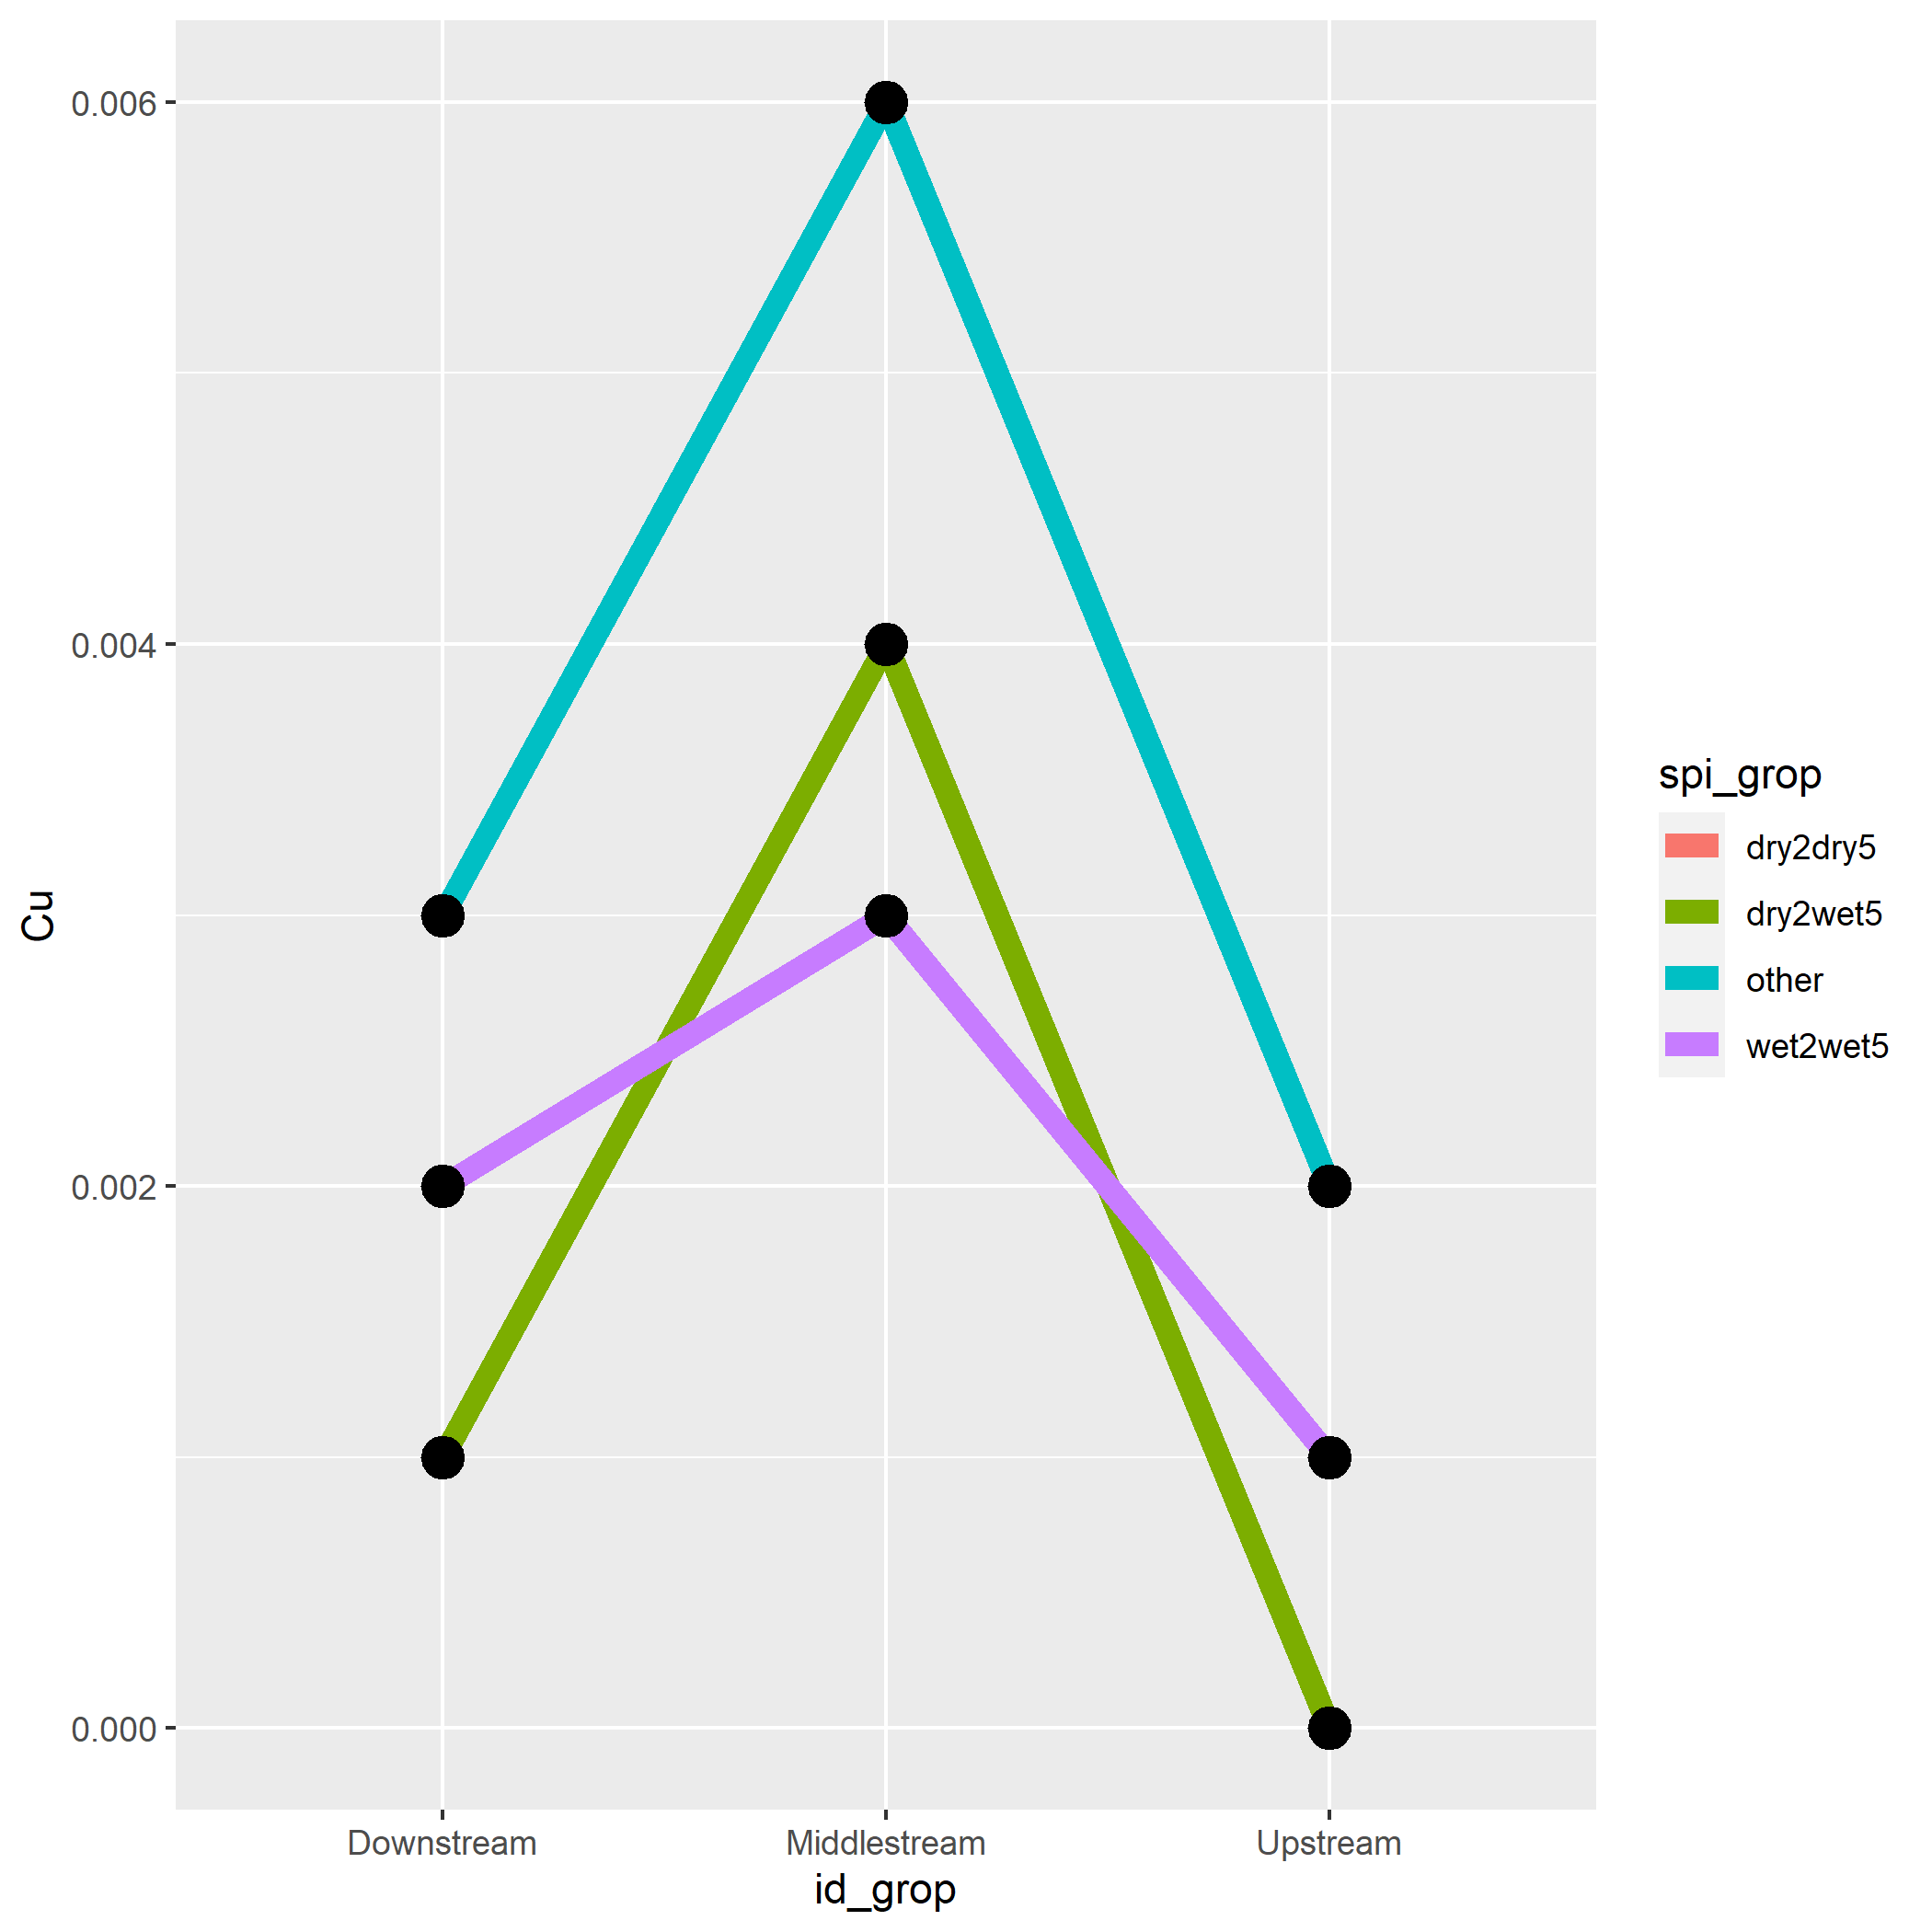 0.006
0.004
0.002
0.000
Cu
Downstream
Middlestream
Upstream
id_grop
spi_grop
dry2dry5
dry2wet5
other
wet2wet5